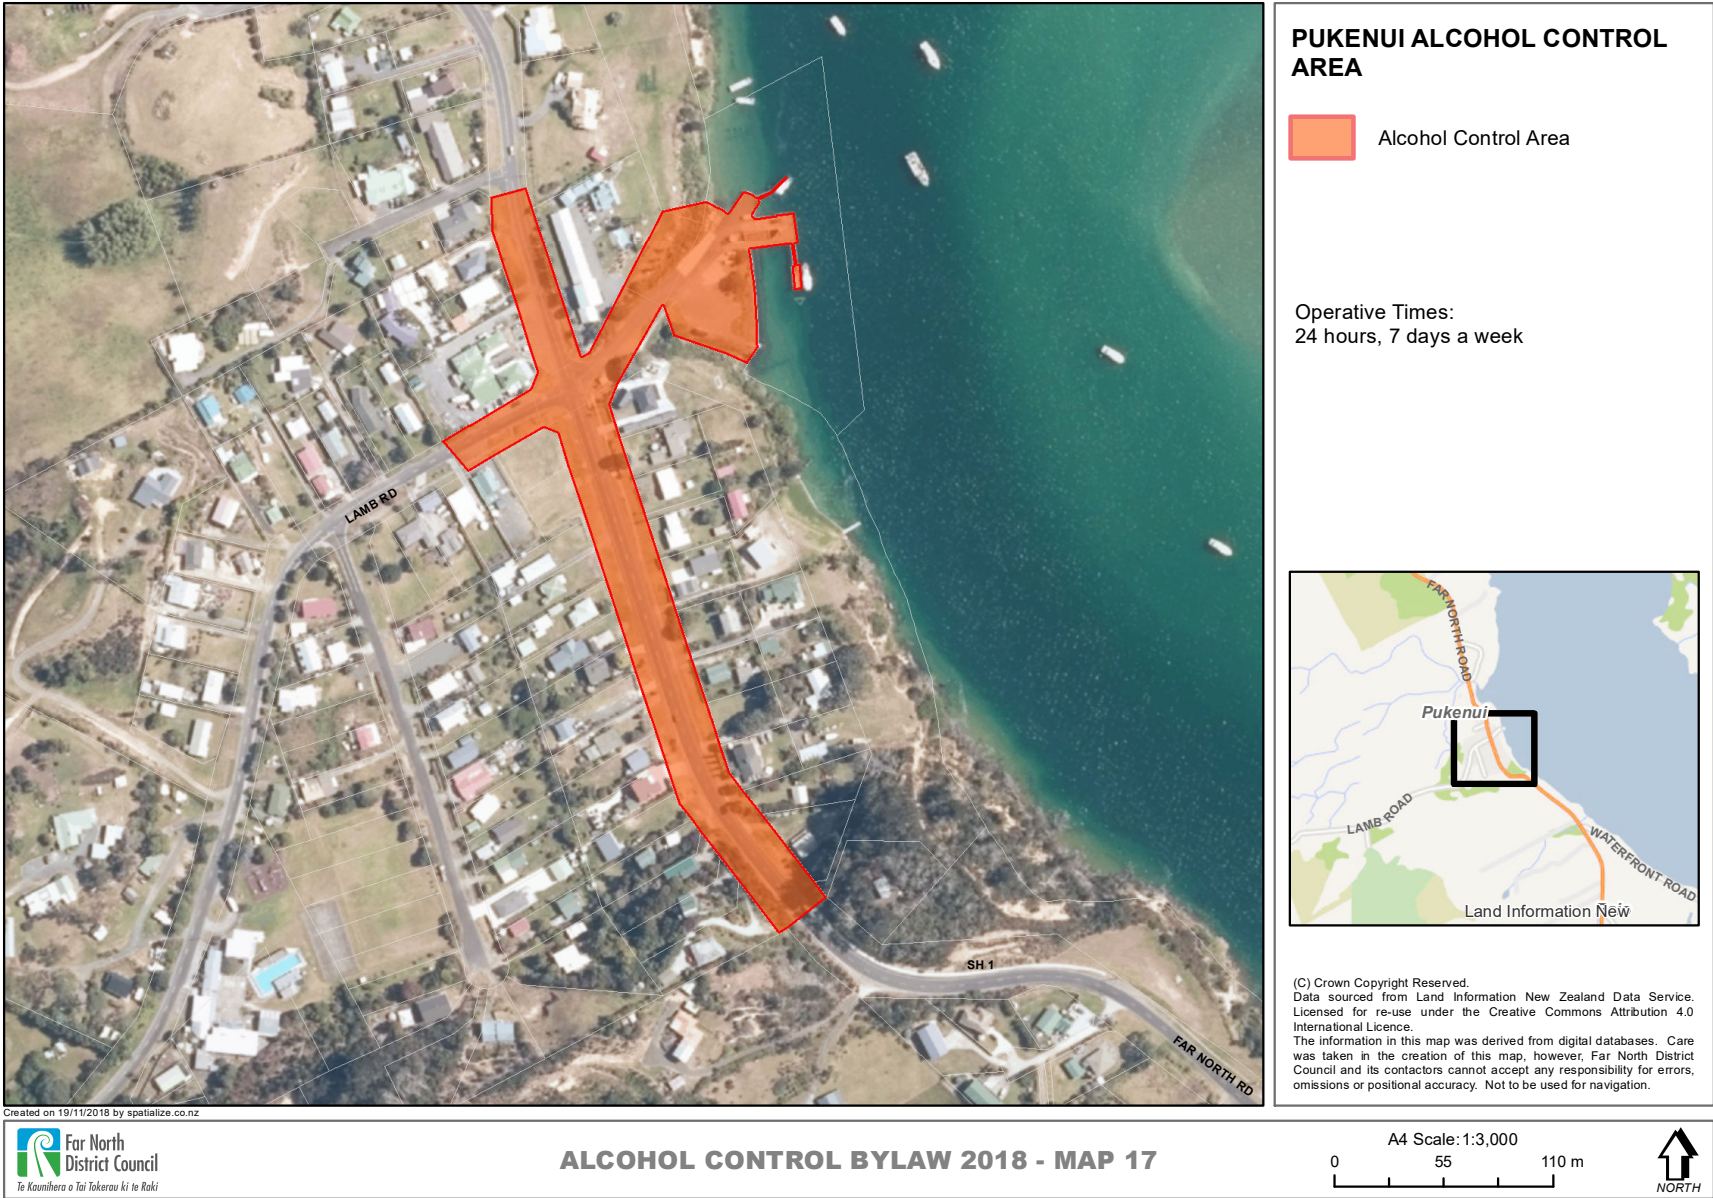 PUKENUI ALCOHOL CONTROL
AREA
Alcohol Control Area
Operative Times:
24 hours, 7 days a week
LAMB RD
SH 1
FAR NORTH RD
FAR NORTH ROAD
Pukenui
LAMB ROAD
WATERFRONT ROAD
Land Information New
(C) Crown Copyright Reserved.
Data sourced from Land Information New Zealand Data Service.
Licensed for re-use under the Creative Commons Attribution 4.0
International Licence.
The information in this map was derived from digital databases. Care
was taken in the creation of this map, however, Far North District
Council and its contactors cannot accept any responsibility for errors,
omissions or positional accuracy. Not to be used for navigation.
Created on 19/11/2018 by spatialize.co.nz
Far North
District Council
Te Kaunihera o Tai Tokerau ki te Raki
ALCOHOL CONTROL BYLAW 2018 - MAP 17
A4 Scale: 1:3,000
0 55 110 m
NORTH